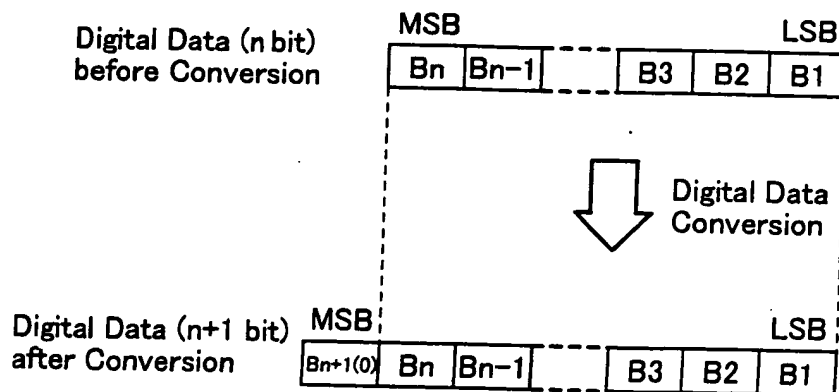 Digital Data (n bit)
before Conversion
MSB
LSB
Bn Bn-1 B3 B2 B1
Digital Data
Conversion
Digital Data (n+1 bit)
after Conversion
MSB
LSB
Bn+1(0) Bn Bn-1 B3 B2 B1